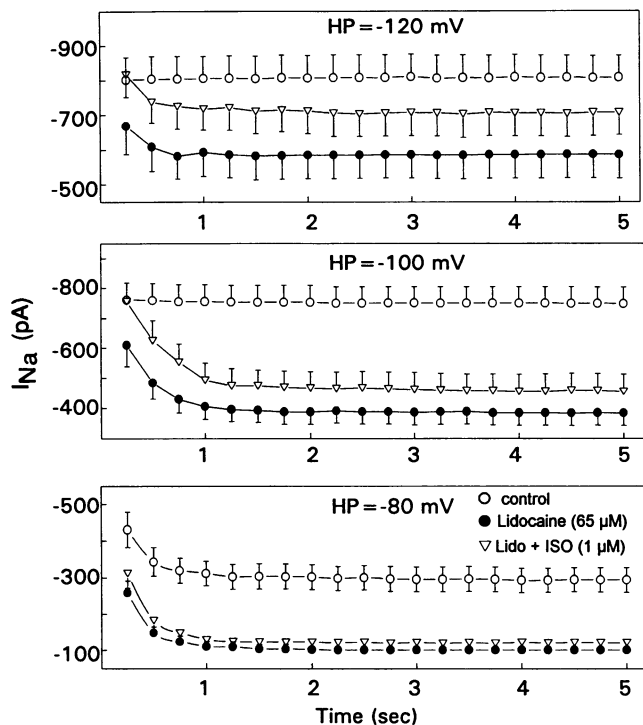 HP=-120 mV
-900
-700
-500
1 2 3 4 5
HP=-100 mV
I_Na (pA)
-800
-600
-400
1 2 3 4 5
HP=-80 mV
control
Lidocaine (65 μM)
Lido + ISO (1 μM)
-500
-300
-100
1 2 3 4 5
Time (sec)